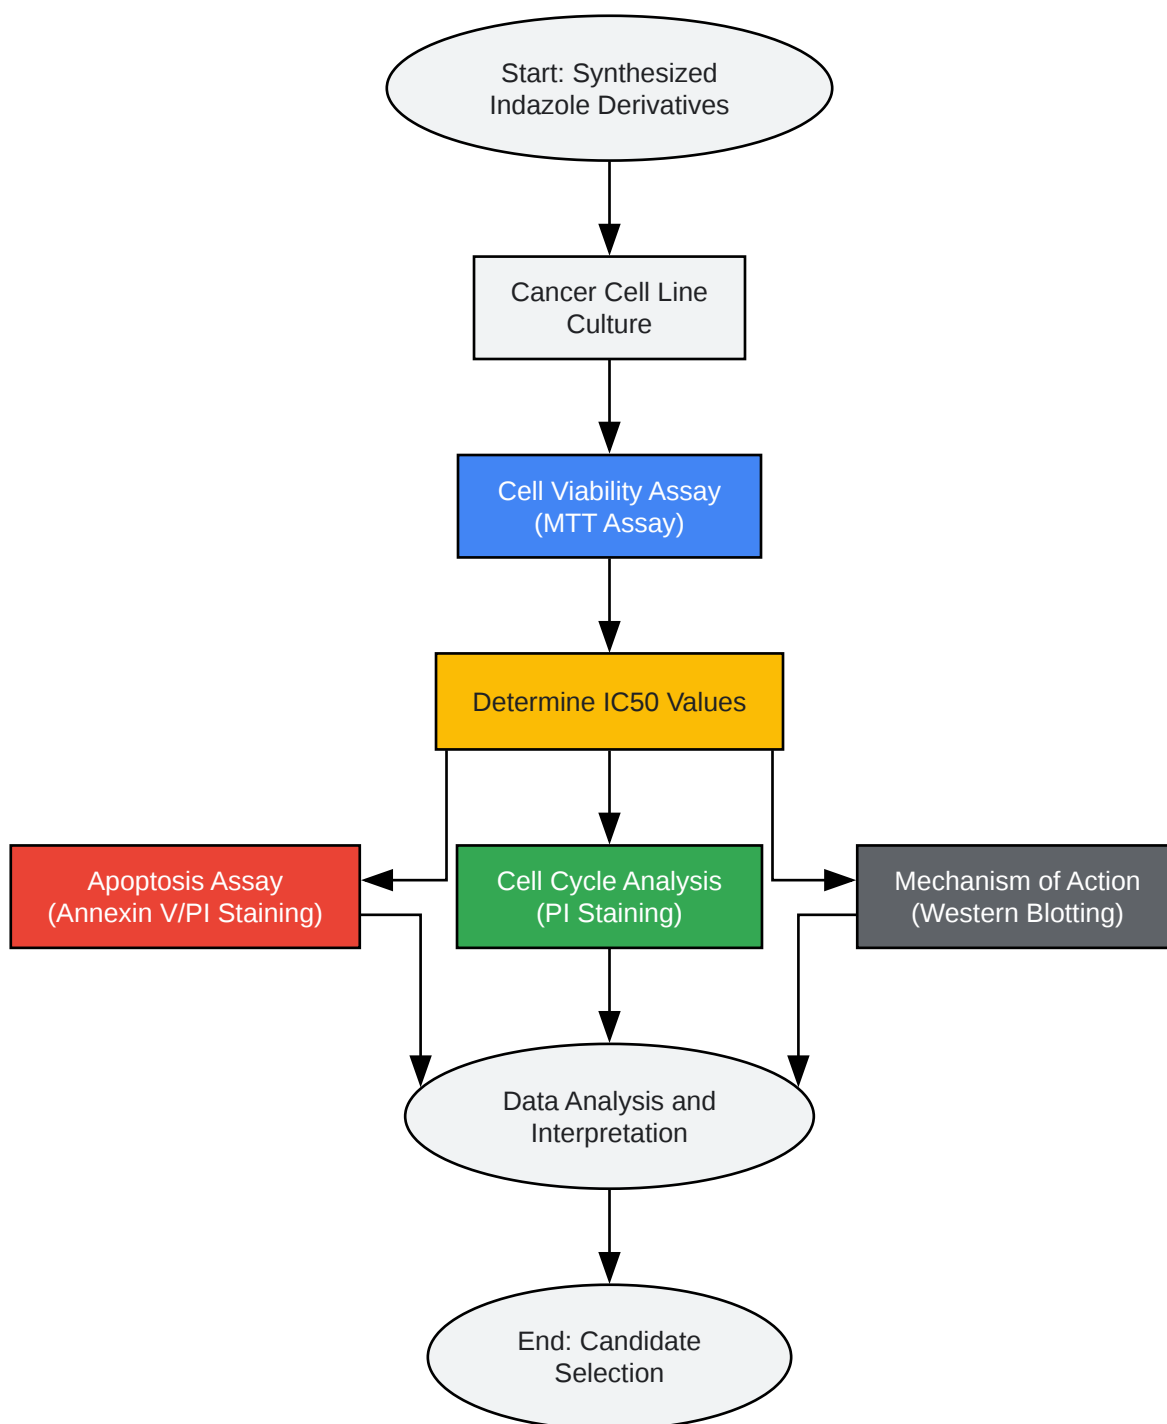 Start: Synthesized
Indazole Derivatives
Cancer Cell Line
Culture
Cell Viability Assay
(MTT Assay)
Determine IC50 Values
Apoptosis Assay
(Annexin V/PI Staining)
Cell Cycle Analysis
(PI Staining)
Mechanism of Action
(Western Blotting)
Data Analysis and
Interpretation
End: Candidate
Selection